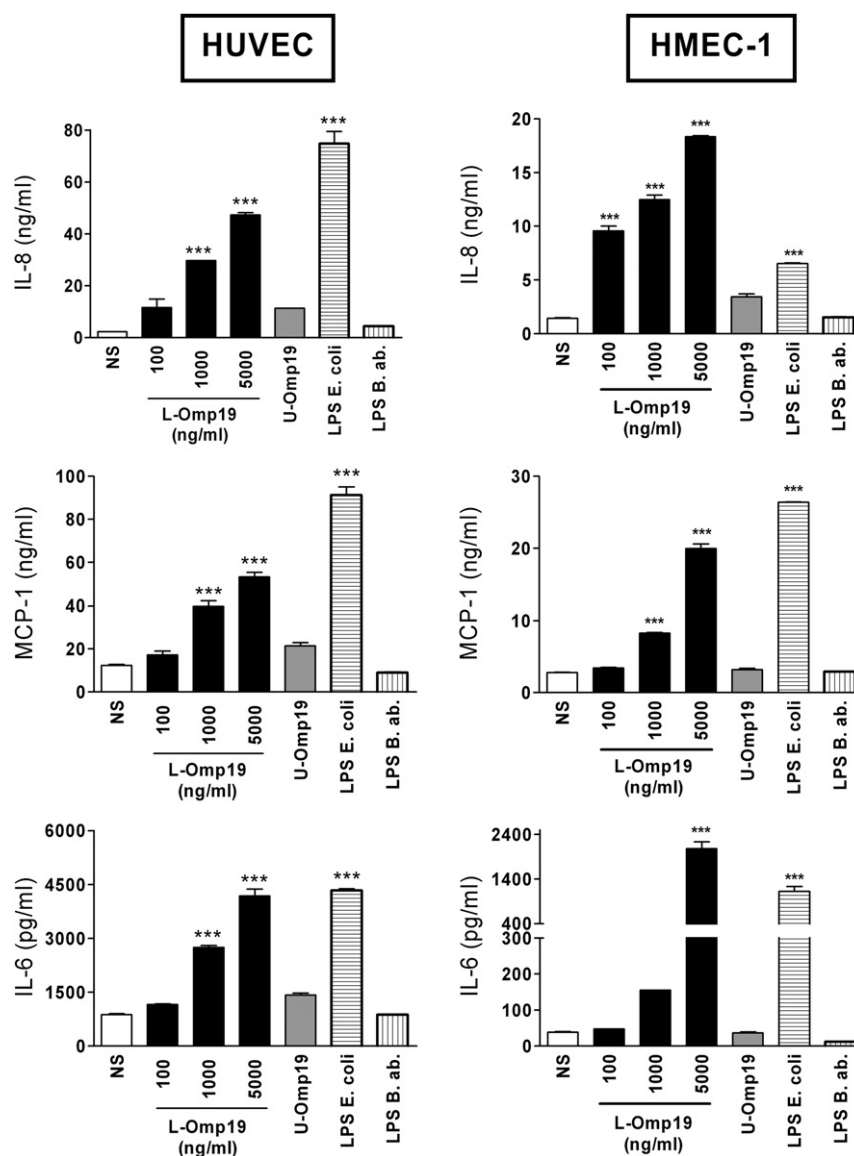 HUVEC
HMEC-1
IL-8 (ng/ml)
80
60
40
20
0
***
***
***
NS
100
1000
5000
U-Omp19
LPS E. coli
LPS B. ab.
L-Omp19
(ng/ml)
IL-8 (ng/ml)
20
15
10
5
0
***
***
***
***
NS
100
1000
5000
U-Omp19
LPS E. coli
LPS B. ab.
L-Omp19
(ng/ml)
MCP-1 (ng/ml)
100
80
60
40
20
0
***
***
***
NS
100
1000
5000
U-Omp19
LPS E. coli
LPS B. ab.
L-Omp19
(ng/ml)
MCP-1 (ng/ml)
30
20
10
0
***
***
***
NS
100
1000
5000
U-Omp19
LPS E. coli
LPS B. ab.
L-Omp19
(ng/ml)
IL-6 (pg/ml)
6000
4500
3000
1500
0
***
***
***
NS
100
1000
5000
U-Omp19
LPS E. coli
LPS B. ab.
L-Omp19
(ng/ml)
IL-6 (pg/ml)
2400
1400
400
300
200
100
0
***
***
NS
100
1000
5000
U-Omp19
LPS E. coli
LPS B. ab.
L-Omp19
(ng/ml)